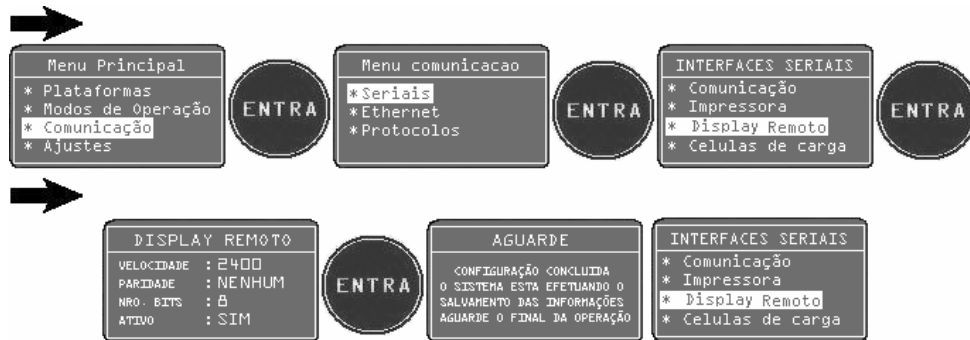 Menu Principal
* Plataformas
* Modos de Operação
* Comunicação
* Ajustes
ENTRA
Menu comunicacao
*Seriais
*Ethernet
*Protocolos
ENTRA
INTERFACES SERIAIS
* Comunicação
* Impressora
* Display Remoto
* Celulas de carga
ENTRA
DISPLAY REMOTO
VELOCIDADE : 2400
PARIDADE : NENHUM
NRO. BITS : 8
ATIVO : SIM
ENTRA
AGUARDE
CONFIGURAÇÃO CONCLUIDA
O SISTEMA ESTA EFETUANDO O
SALVAMENTO DAS INFORMAÇÕES
AGUARDE O FINAL DA OPERAÇÃO
INTERFACES SERIAIS
* Comunicação
* Impressora
* Display Remoto
* Celulas de carga